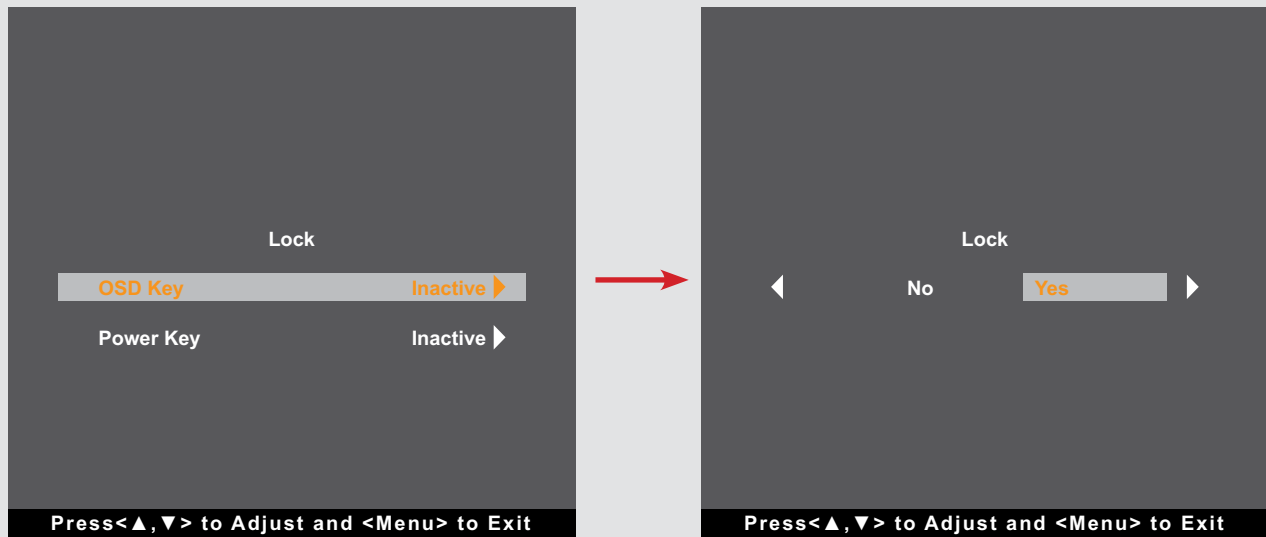 Lock
OSD Key Inactive
Power Key Inactive
Press<▲,▼> to Adjust and <Menu> to Exit
Lock
No Yes
Press<▲,▼> to Adjust and <Menu> to Exit